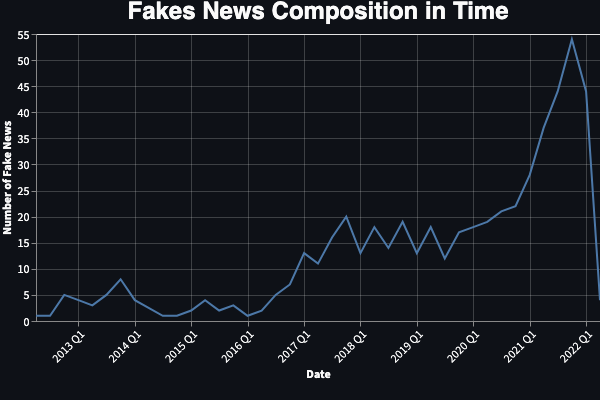 Fakes News Composition in Time
55
50
45
40
35
30
25
20
15
10
5
0
Number of Fake News
2013 Q1
2014 Q1
2015 Q1
2016 Q1
2017 Q1
2018 Q1
2019 Q1
2020 Q1
2021 Q1
2022 Q1
Date